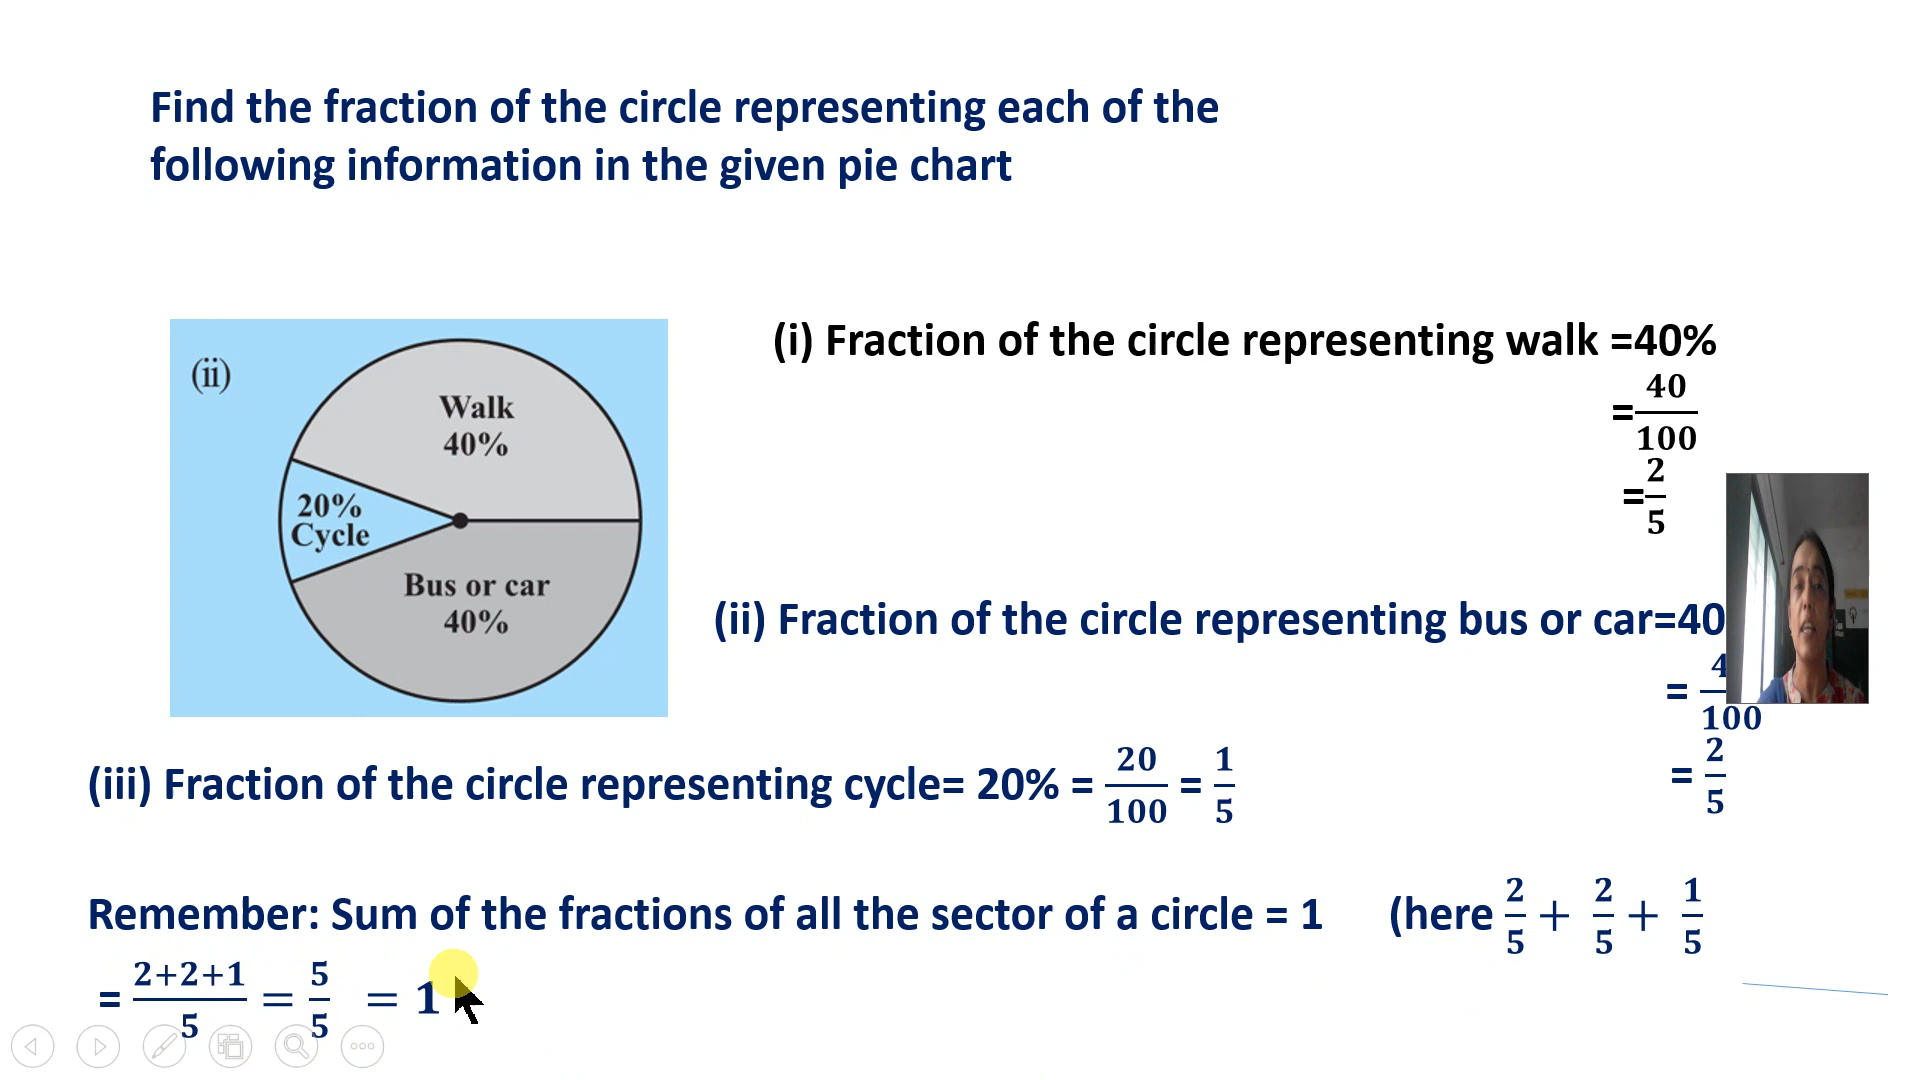 Find the fraction of the circle representing each of the
following information in the given pie chart
(ii)
Walk
40%
20%
Cycle
Bus or car
40%
(i) Fraction of the circle representing walk =40%
=40/100
=2/5
(ii) Fraction of the circle representing bus or car=40
= 4/100
= 2/5
(iii) Fraction of the circle representing cycle= 20% = 20/100 = 1/5
Remember: Sum of the fractions of all the sector of a circle = 1 (here 2/5 + 2/5 + 1/5
= 2+2+1/5 = 5/5 = 1